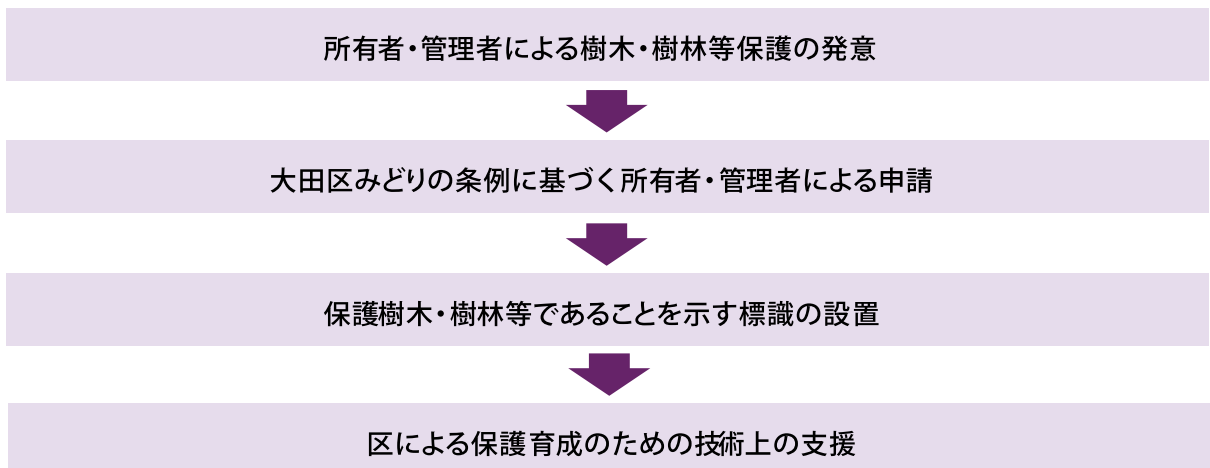 所有者・管理者による樹木・樹林等保護の発意
大田区みどりの条例に基づく所有者・管理者による申請
保護樹木・樹林等であることを示す標識の設置
区による保護育成のための技術上の支援